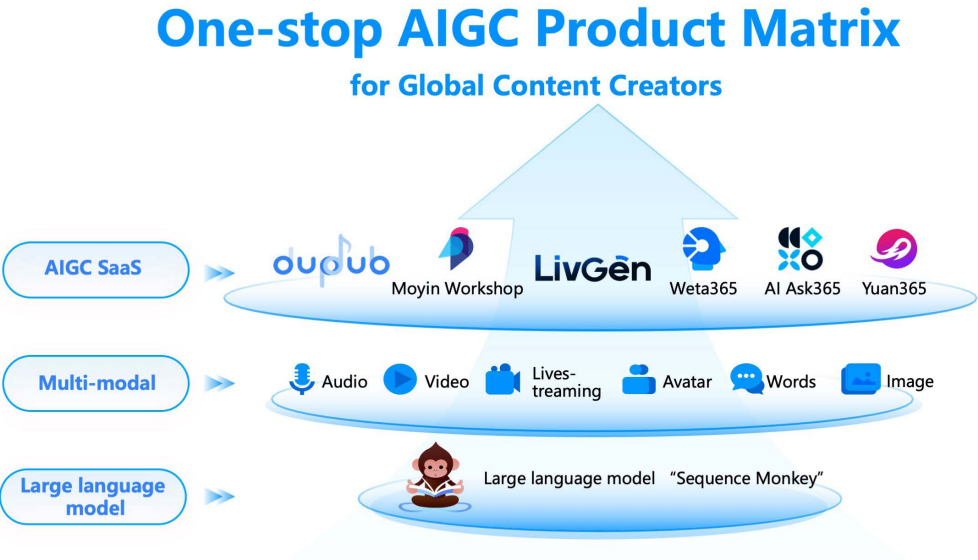 One-stop AIGC Product Matrix
for Global Content Creators
AIGC SaaS
dupdub
Moyin Workshop
LivGen
Weta365
AI Ask365
Yuan365
Multi-modal
Audio
Video
Lives-
treaming
Avatar
Words
Image
Large language
model
Large language model “Sequence Monkey”